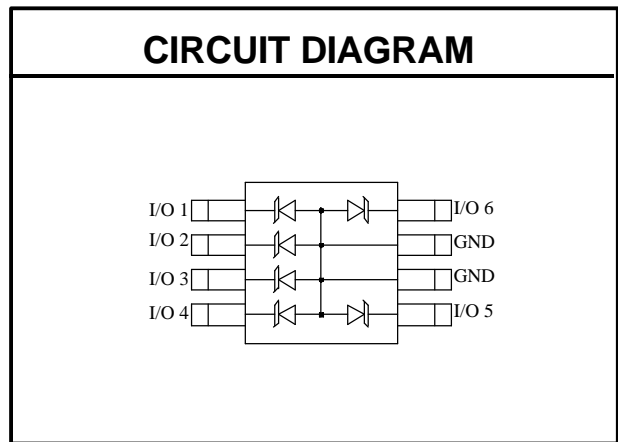 CIRCUIT DIAGRAM
I/O 1
I/O 6
I/O 2
GND
I/O 3
GND
I/O 4
I/O 5